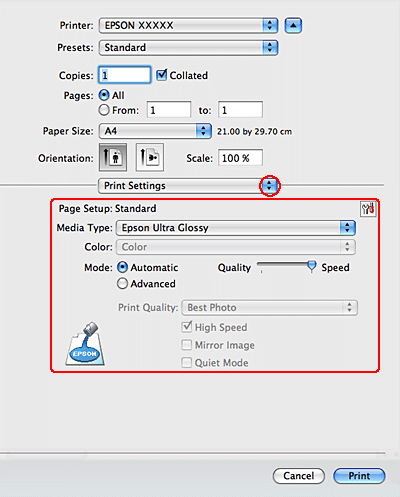 Printer: EPSON XXXXX
Presets: Standard
Copies: 1 Collated
Pages: All
From: 1 to: 1
Paper Size: A4 21.00 by 29.70 cm
Orientation: Scale: 100 %
Print Settings
Page Setup: Standard
Media Type: Epson Ultra Glossy
Color: Color
Mode: Automatic Quality Speed
Advanced
Print Quality: Best Photo
High Speed
EPSON Mirror Image
Quiet Mode
Cancel Print